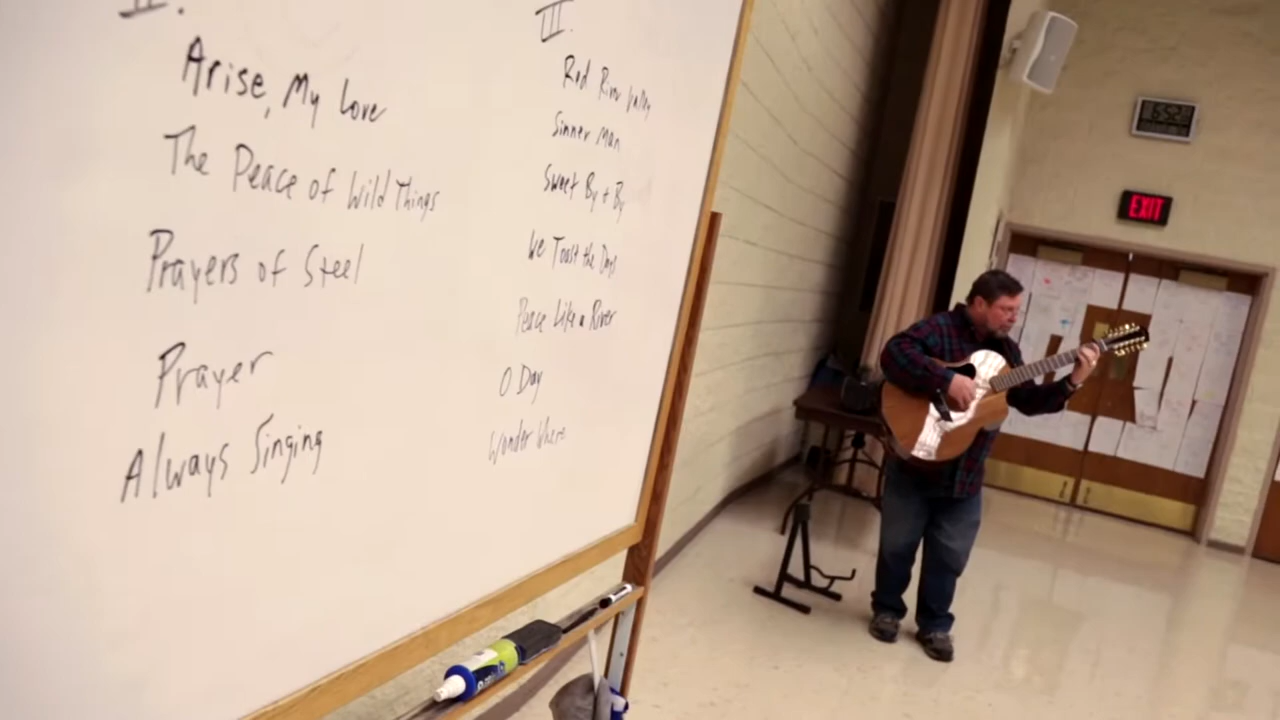 II.
Arise, My Love
The Peace of Wild Things
Prayers of Steel
Prayer
Always Singing
III.
Red River Valley
Sinner Man
Sweet By + By
We Toast the Days
Peace Like a River
O Day
Wonder Where
EXIT